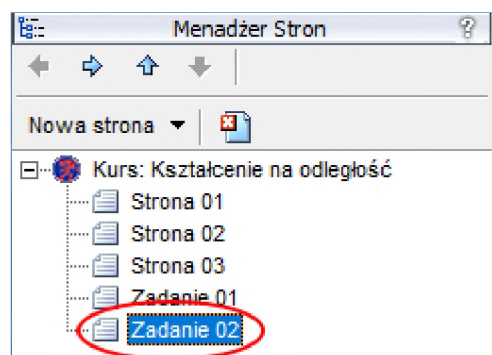 Menadżer Stron
Nowa strona
Kurs: Kształcenie na odległość
Strona 01
Strona 02
Strona 03
Zadanie 01
Zadanie 02